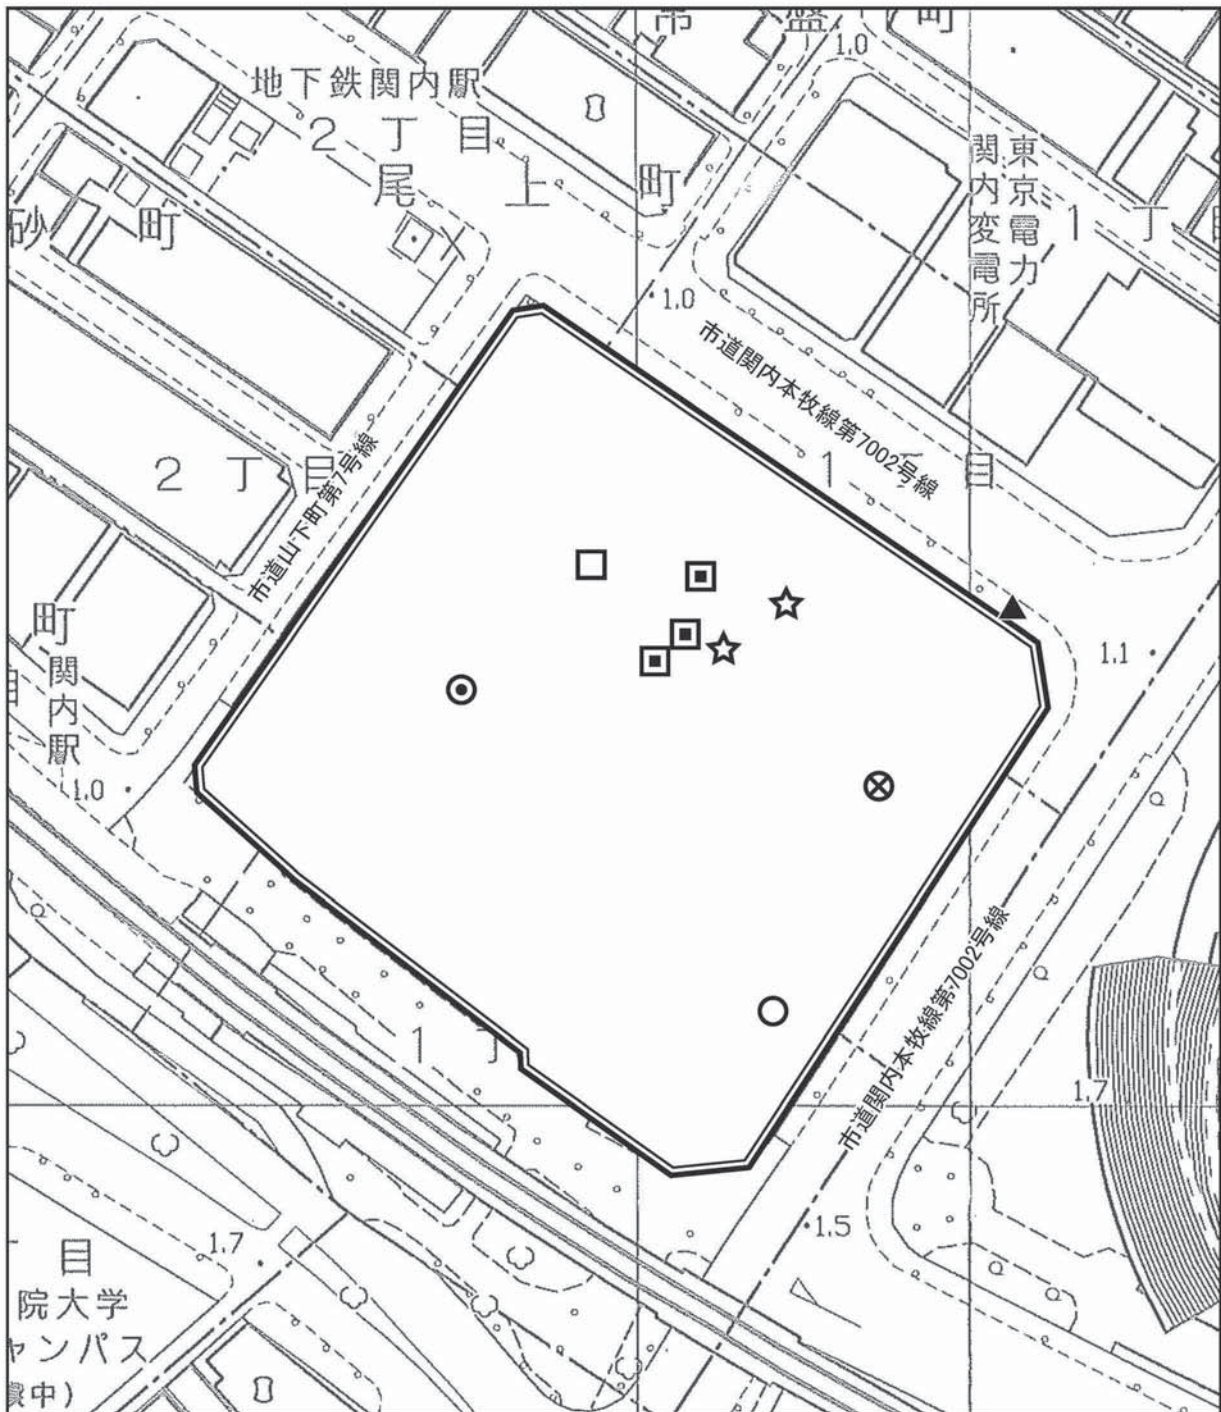 市 盛 町
1.0
地下鉄関内駅
2 丁 目
尾 上 町
東京電力
関内変電所
1 丁 目
砂 町
1.0
市道関内本牧線第7002号線
1 目
2 丁 目
市道山下町第7号線
町
関内駅
1.1
1.0
市道関内本牧線第7002号線
1 丁
1.7
1.5
1.7
目
院大学
ャンパス
中)